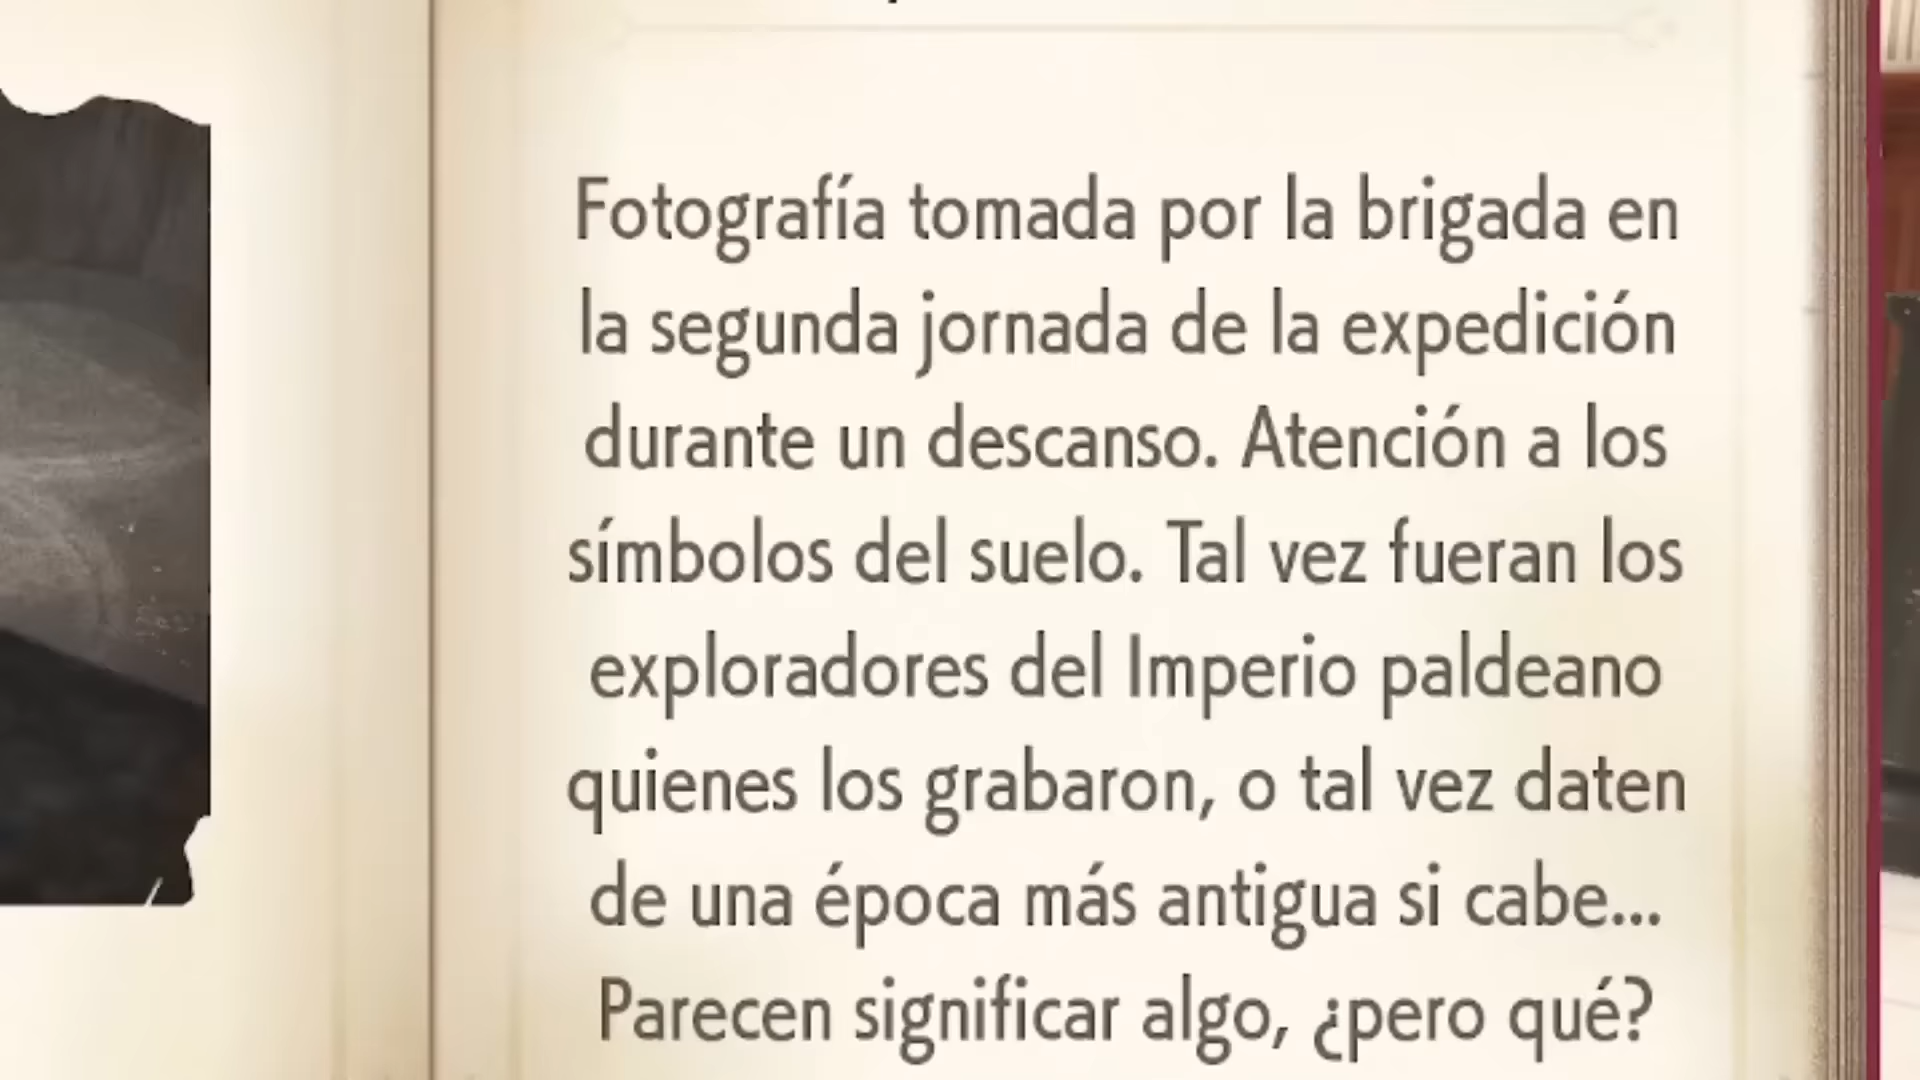 Fotografía tomada por la brigada en
la segunda jornada de la expedición
durante un descanso. Atención a los
símbolos del suelo. Tal vez fueran los
exploradores del Imperio paldeano
quienes los grabaron, o tal vez daten
de una época más antigua si cabe...
Parecen significar algo, ¿pero qué?